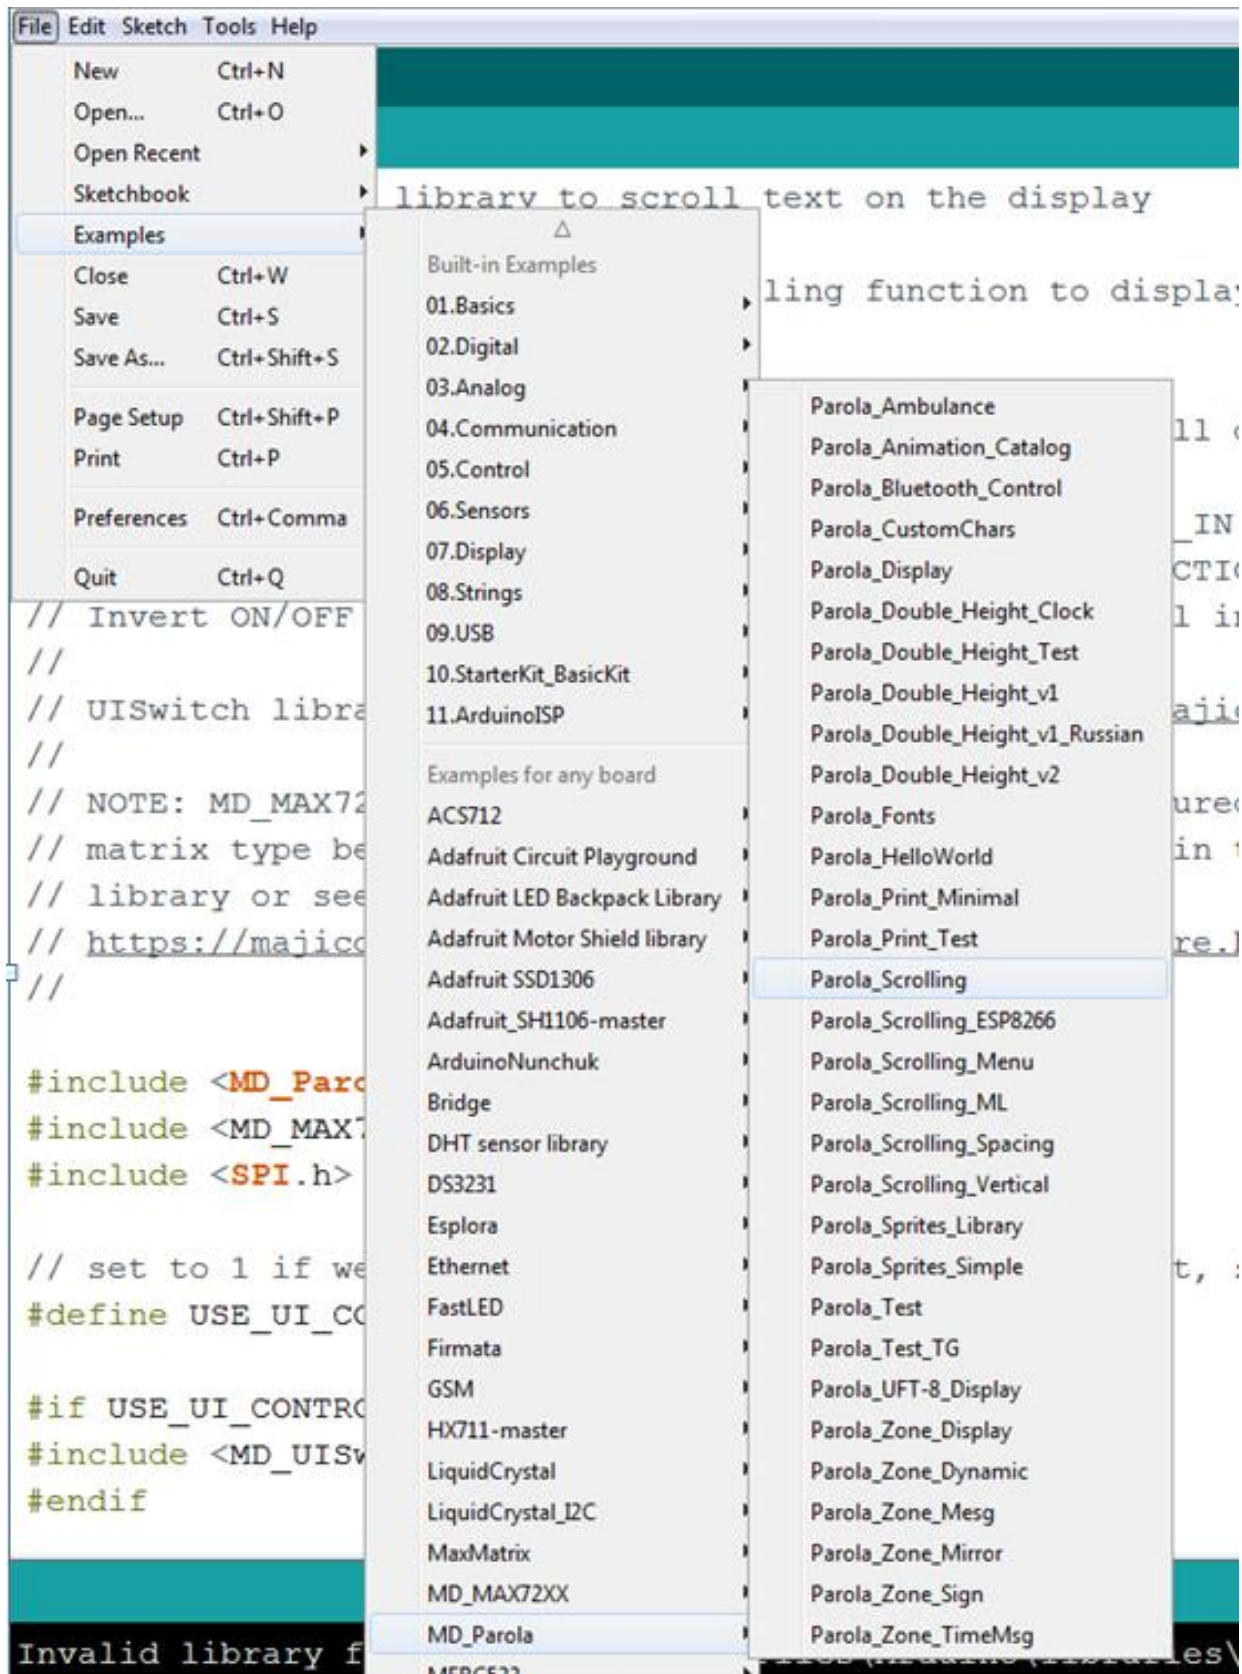 File Edit Sketch Tools Help
New Ctrl+N
Open... Ctrl+O
Open Recent
Sketchbook
Examples
Close Ctrl+W
Save Ctrl+S
Save As... Ctrl+Shift+S
Page Setup Ctrl+Shift+P
Print Ctrl+P
Preferences Ctrl+Comma
Quit Ctrl+Q
Built-in Examples
01.Basics
02.Digital
03.Analog
04.Communication
05.Control
06.Sensors
07.Display
08.Strings
09.USB
10.StarterKit_BasicKit
11.ArduinoISP
Examples for any board
ACS712
Adafruit Circuit Playground
Adafruit LED Backpack Library
Adafruit Motor Shield library
Adafruit SSD1306
Adafruit_SH1106-master
ArduinoNunchuk
Bridge
DHT sensor library
DS3231
Esplora
Ethernet
FastLED
Firmata
GSM
HX711-master
LiquidCrystal
LiquidCrystal_I2C
MaxMatrix
MD_MAX72XX
MD_Parola
Parola_Ambulance
Parola_Animation_Catalog
Parola_Bluetooth_Control
Parola_CustomChars
Parola_Display
Parola_Double_Height_Clock
Parola_Double_Height_Test
Parola_Double_Height_v1
Parola_Double_Height_v1_Russian
Parola_Double_Height_v2
Parola_Fonts
Parola_HelloWorld
Parola_Print_Minimal
Parola_Print_Test
Parola_Scrolling
Parola_Scrolling_ESP8266
Parola_Scrolling_Menu
Parola_Scrolling_ML
Parola_Scrolling_Spacing
Parola_Scrolling_Vertical
Parola_Sprites_Library
Parola_Sprites_Simple
Parola_Test
Parola_Test_TG
Parola_UFT-8_Display
Parola_Zone_Display
Parola_Zone_Dynamic
Parola_Zone_Mesg
Parola_Zone_Mirror
Parola_Zone_Sign
Parola_Zone_TimeMsg
library to scroll text on the display
ling function to display
ll
_IN
CTIO
// Invert ON/OFF l in
//
// UISwitch libra ajic
//
// NOTE: MD_MAX72 ured
// matrix type be in t
// library or see
// https://majico re.h
//
#include <MD_Paro
#include <MD_MAX7
#include <SPI.h>
// set to 1 if we t,
#define USE_UI_CO
#if USE_UI_CONTRO
#include <MD_UISw
#endif
Invalid library f